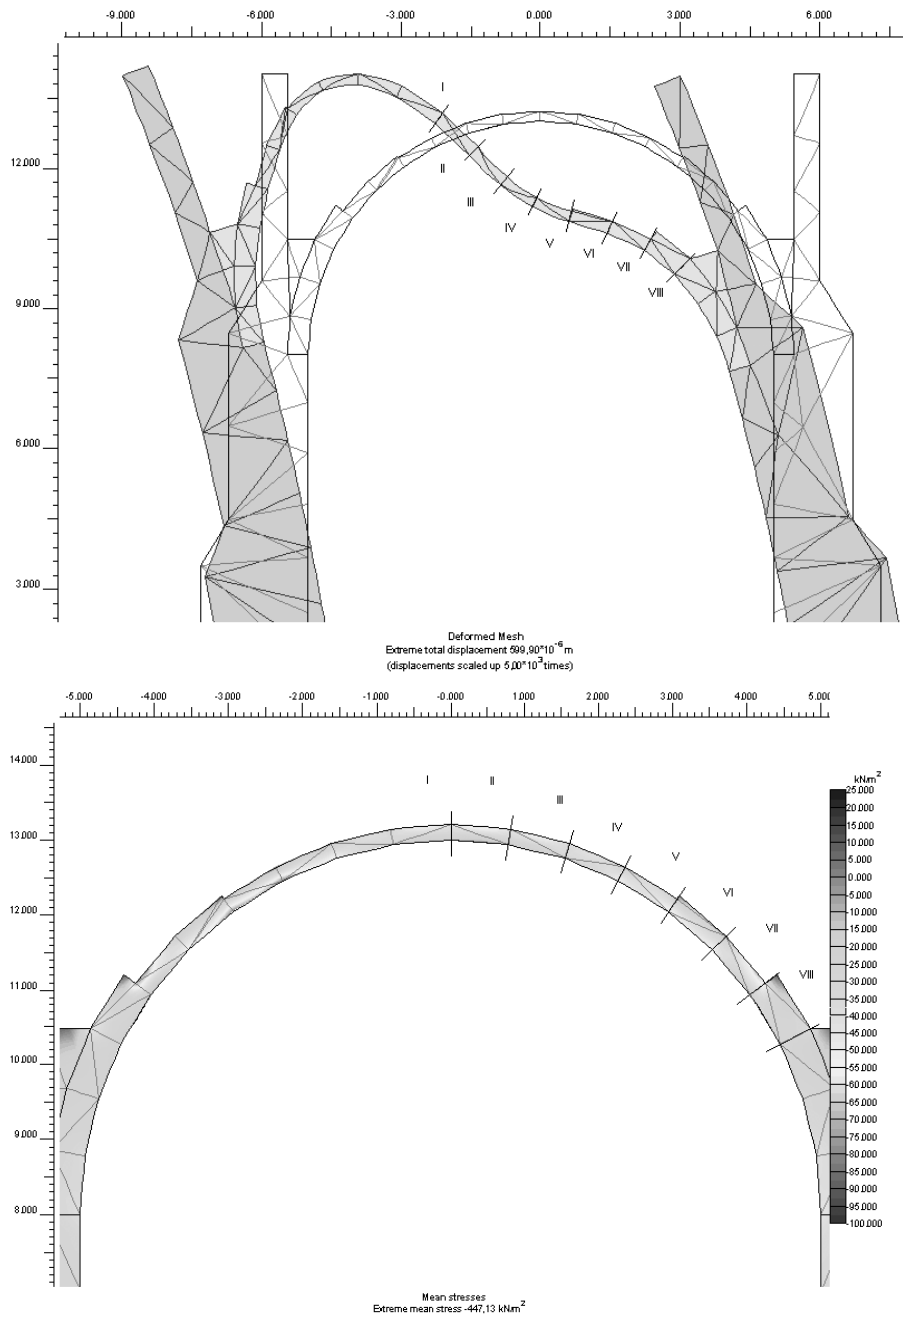 -9.000 -6.000 -3.000 0.000 3.000 6.000
12.000
9.000
6.000
3.000
I
II
III
IV
V
VI
VII
VIII
Deformed Mesh
Extreme total displacement 599,90*10-6 m
(displacements scaled up 5,00*103 times)
-5.000 -4.000 -3.000 -2.000 -1.000 -0.000 1.000 2.000 3.000 4.000 5.000
14.000
13.000
12.000
11.000
10.000
9.000
8.000
I
II
III
IV
V
VI
VII
VIII
kN/m2
25.000
20.000
15.000
10.000
5.000
0.000
-5.000
-10.000
-15.000
-20.000
-25.000
-30.000
-35.000
-40.000
-45.000
-50.000
-55.000
-60.000
-65.000
-70.000
-75.000
-80.000
-85.000
-90.000
-95.000
-100.000
Mean stresses
Extreme mean stress -447,13 kN/m2